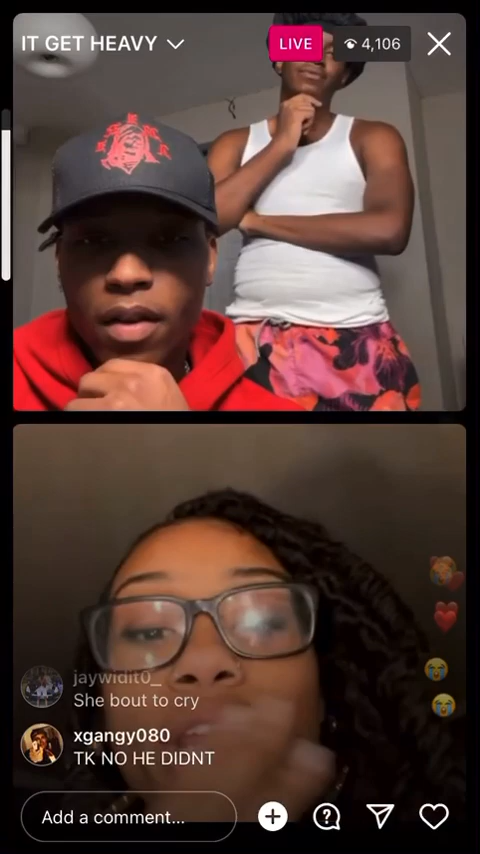 IT GET HEAVY
LIVE
4,106
jaywidit0_
She bout to cry
xgangy080
TK NO HE DIDNT
Add a comment...